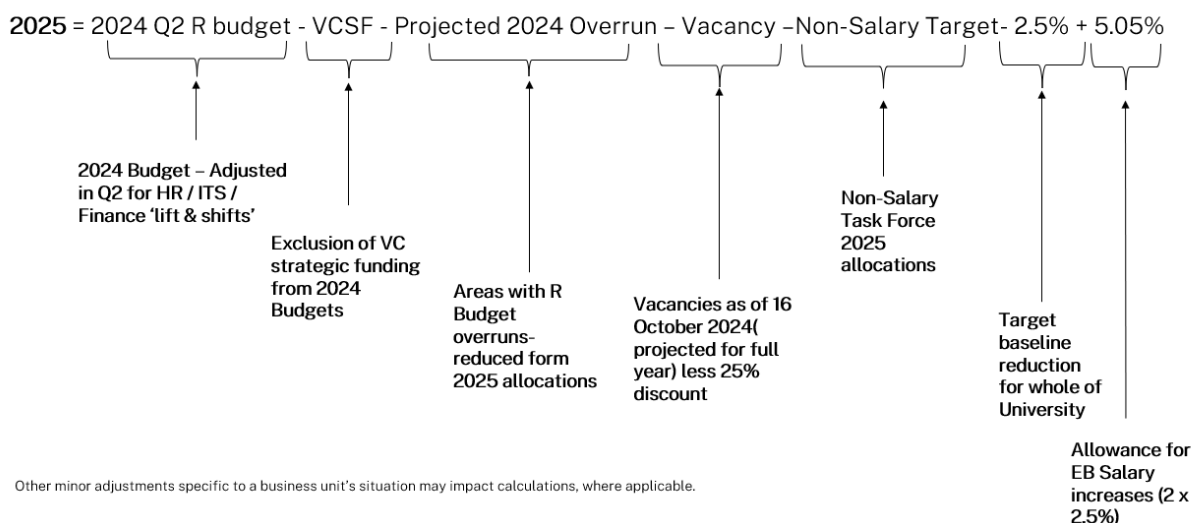 2025 = 2024 Q2 R budget - VCSF - Projected 2024 Overrun – Vacancy –Non-Salary Target- 2.5% + 5.05%
2024 Budget – Adjusted
in Q2 for HR / ITS /
Finance ‘lift & shifts’
Exclusion of VC
strategic funding
from 2024
Budgets
Areas with R
Budget
overruns-
reduced form
2025 allocations
Vacancies as of 16
October 2024(
projected for full
year) less 25%
discount
Non-Salary
Task Force
2025
allocations
Target
baseline
reduction
for whole of
University
Allowance for
EB Salary
increases (2 x
2.5%)
Other minor adjustments specific to a business unit’s situation may impact calculations, where applicable.